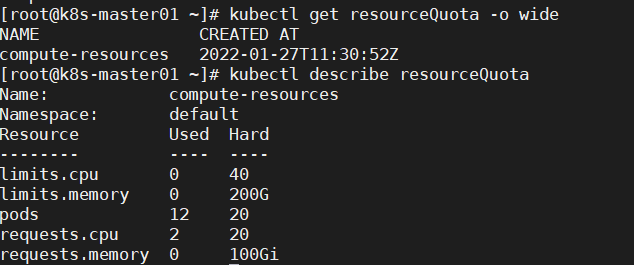 [root@k8s-master01 ~]# kubectl get resourceQuota -o wide
NAME                CREATED AT
compute-resources   2022-01-27T11:30:52Z
[root@k8s-master01 ~]# kubectl describe resourceQuota
Name:            compute-resources
Namespace:       default
Resource         Used  Hard
--------         ----  ----
limits.cpu       0     40
limits.memory    0     200G
pods             12    20
requests.cpu     2     20
requests.memory  0     100Gi